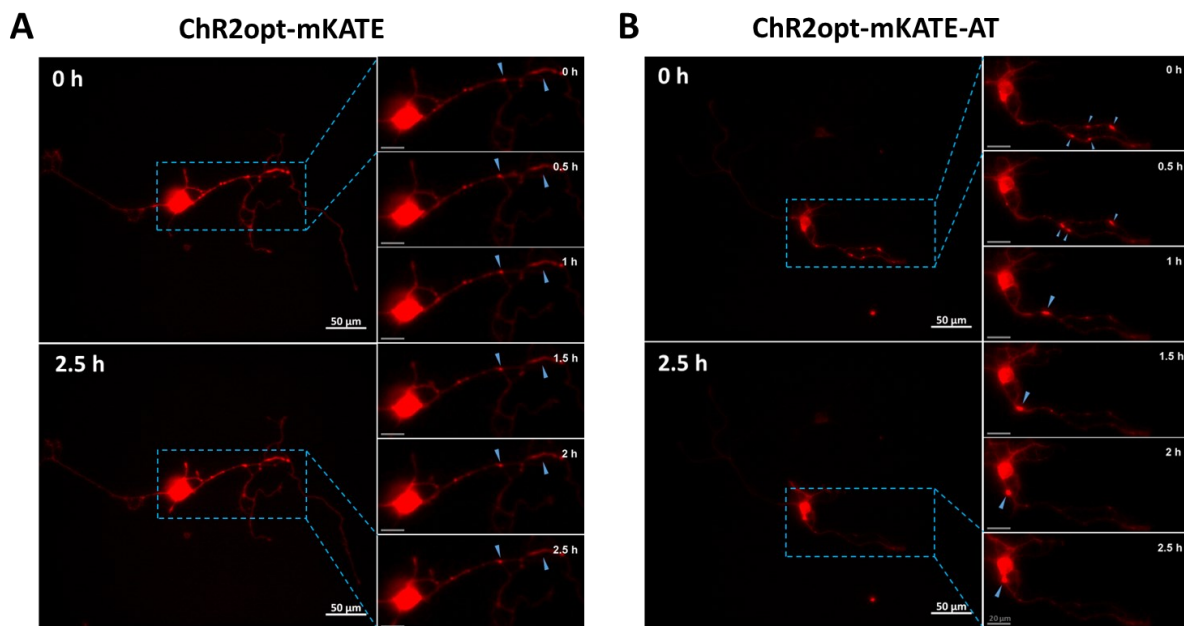 A
ChR2opt-mKATE
0 h
50 µm
2.5 h
50 µm
0 h
0.5 h
1 h
1.5 h
2 h
2.5 h
B
ChR2opt-mKATE-AT
0 h
50 µm
2.5 h
50 µm
0 h
0.5 h
1 h
1.5 h
2 h
2.5 h
20 µm